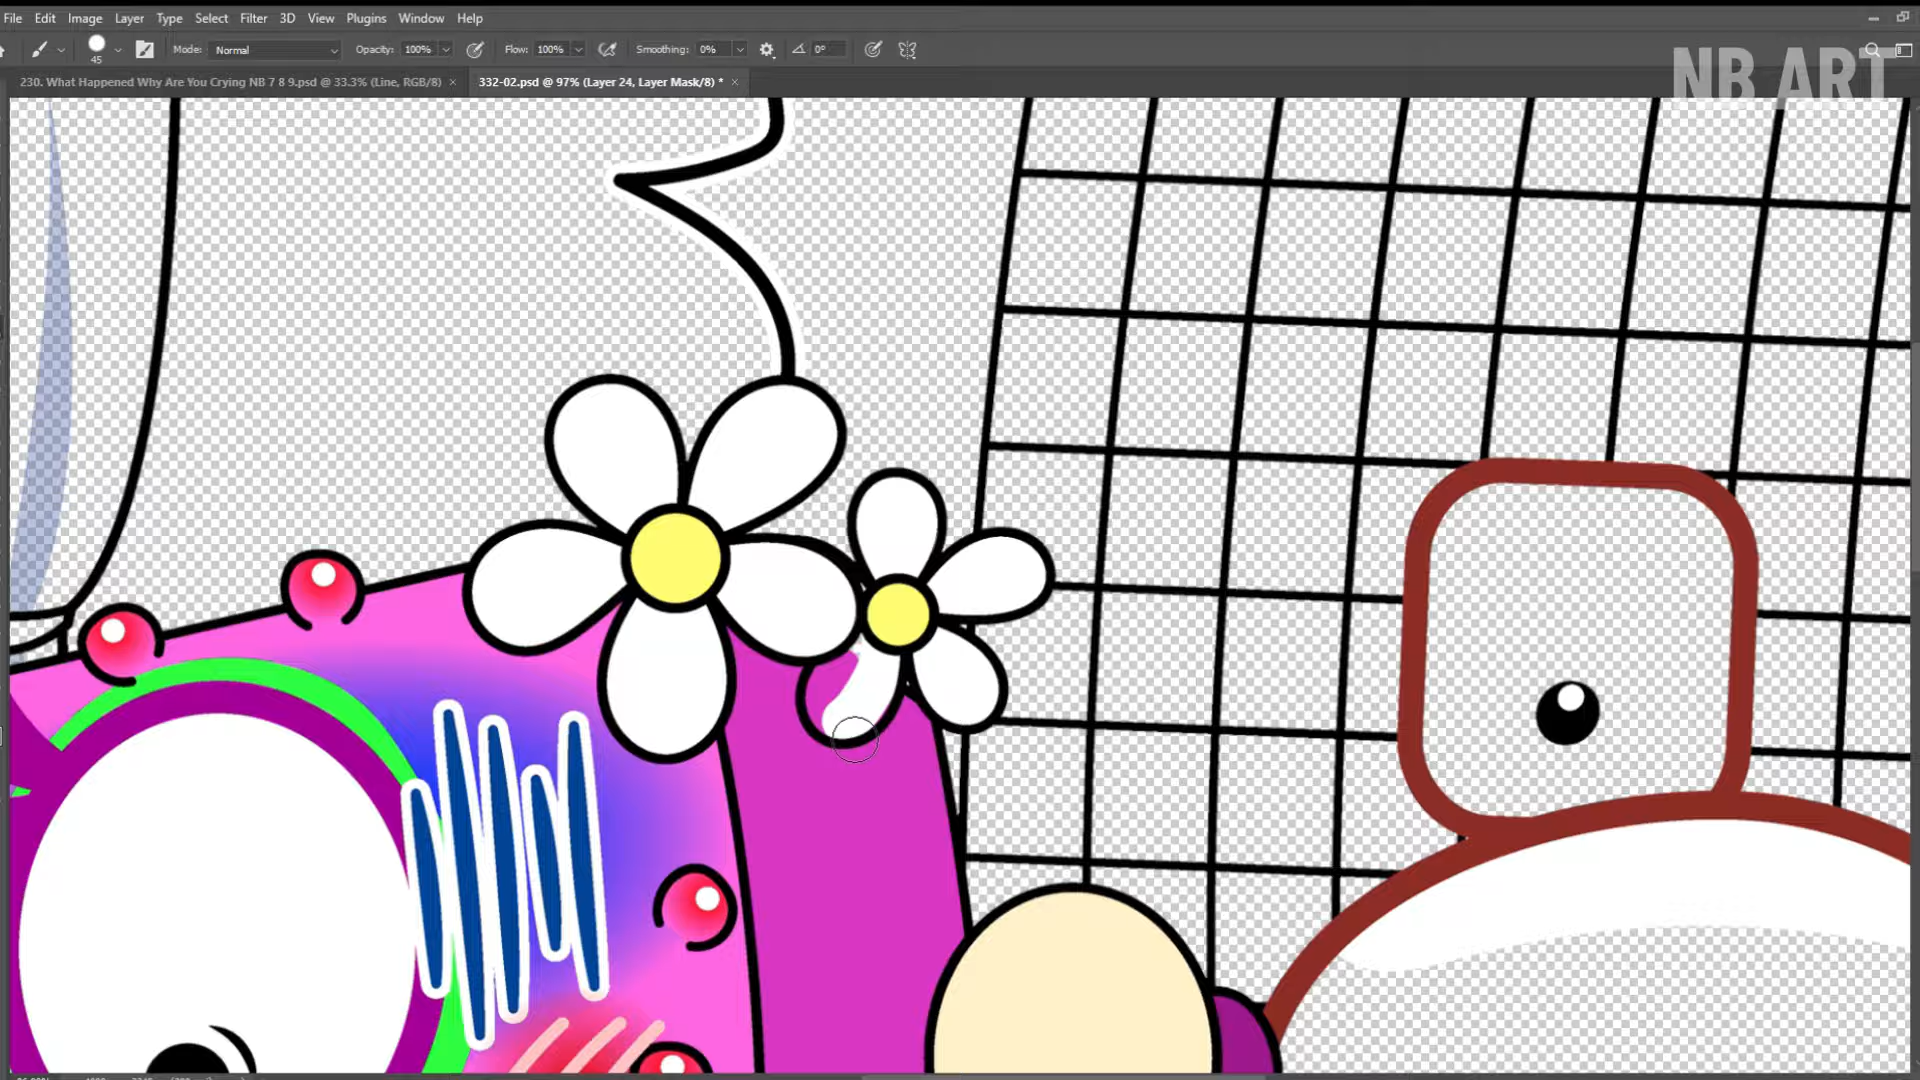 File Edit Image Layer Type Select Filter 3D View Plugins Window Help
45 Mode: Normal Opacity: 100% Flow: 100% Smoothing: 0% 0°
230. What Happened Why Are You Crying NB 7 8 9.psd @ 33.3% (Line, RGB/8) × 332-02.psd @ 97% (Layer 24, Layer Mask/8) * ×
NB ART